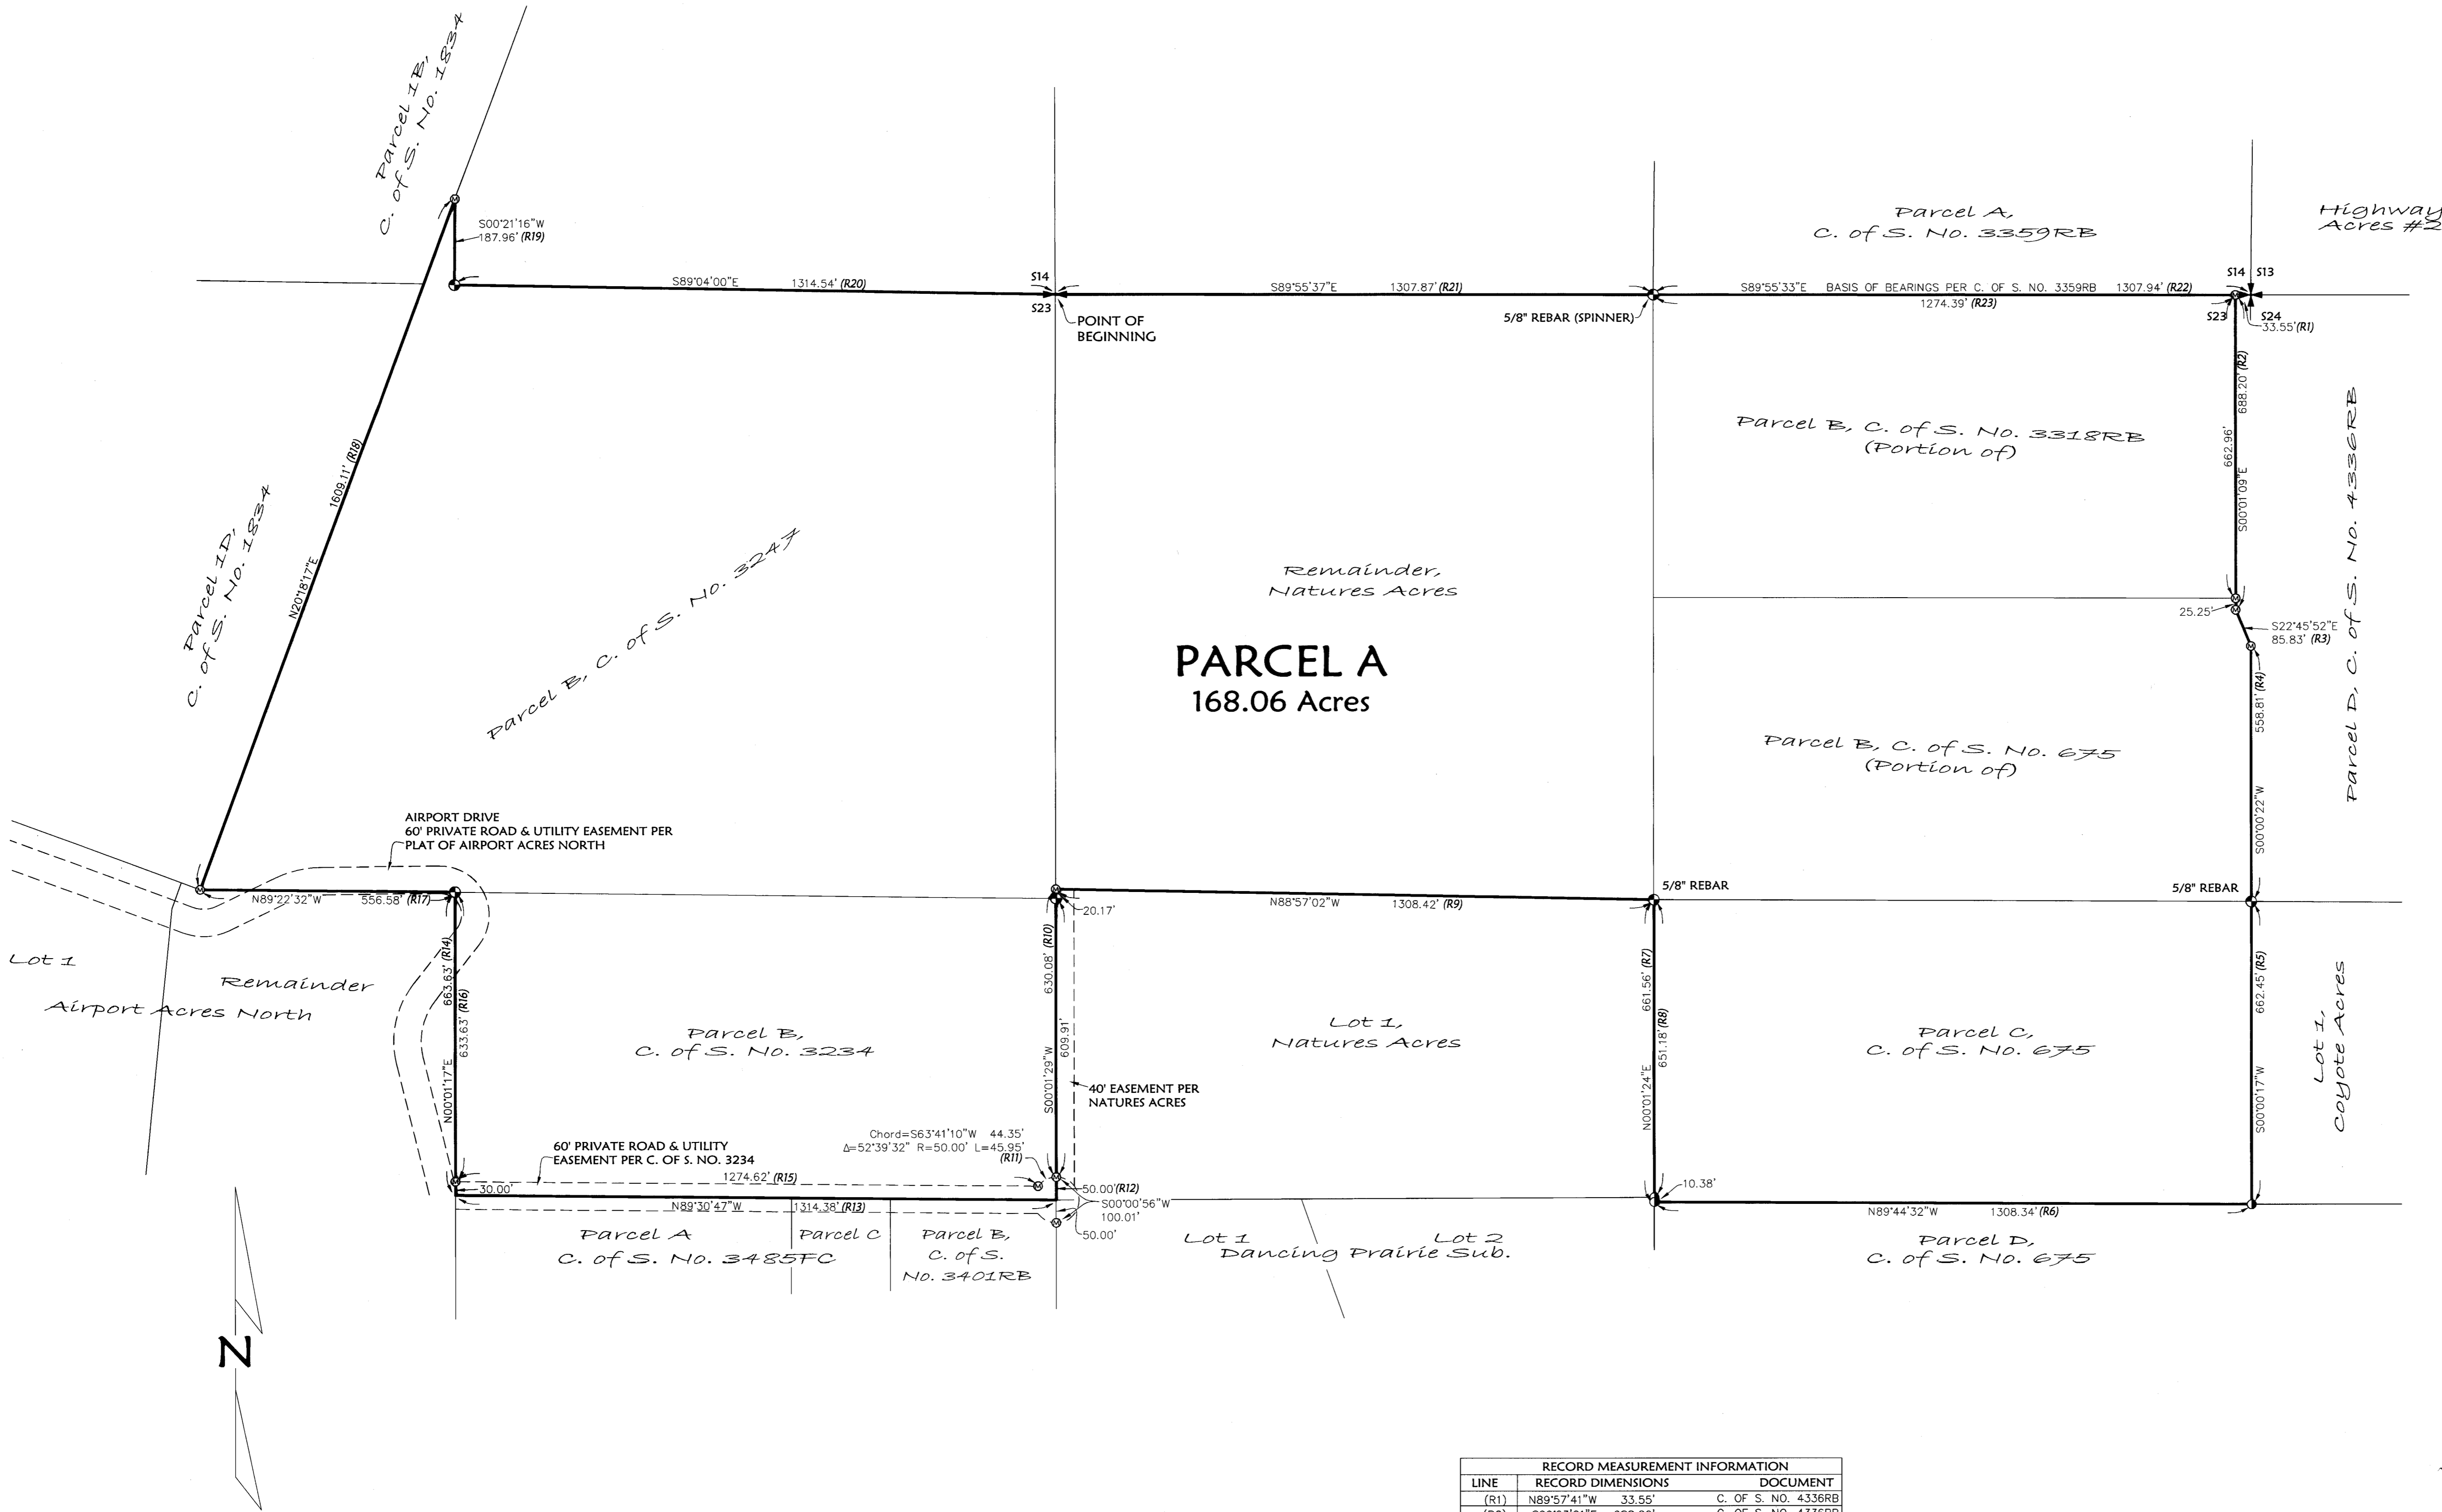 Parcel 1B,
C. of S. No. 1834
S00°21'16"W
187.96' (R19)
Parcel A,
C. of S. No. 3359RB
Highway
Acres #2
S89°04'00"E 1314.54' (R20)
S14
S23
POINT OF
BEGINNING
S89°55'37"E 1307.87' (R21)
5/8" REBAR (SPINNER)
S89°55'33"E BASIS OF BEARINGS PER C. OF S. NO. 3359RB 1307.94' (R22)
1274.39' (R23)
S14 S13
S23 S24
33.55' (R1)
688.20' (R2)
662.96'
S00°01'09"E
Parcel B, C. of S. No. 3318RB
(Portion of)
Parcel D, C. of S. No. 4336RB
1609.11' (R18)
N20°18'17"E
Parcel 1D,
C. of S. No. 1834
Parcel B, C. of S. No. 3247
Remainder,
Natures Acres
PARCEL A
168.06 Acres
25.25'
S22°45'52"E
85.83' (R3)
558.81' (R4)
S00°00'22"W
Parcel B, C. of S. No. 675
(Portion of)
AIRPORT DRIVE
60' PRIVATE ROAD & UTILITY EASEMENT PER
PLAT OF AIRPORT ACRES NORTH
N89°22'32"W 556.58' (R17)
20.17'
N88°57'02"W 1308.42' (R9)
5/8" REBAR
5/8" REBAR
Lot 1
Remainder
Airport Acres North
663.63' (R14)
633.63' (R16)
N00°01'17"E
Parcel B,
C. of S. No. 3234
630.08' (R10)
609.91'
S00°01'29"W
Lot 1,
Natures Acres
40' EASEMENT PER
NATURES ACRES
661.56' (R7)
651.18' (R8)
N00°01'24"E
Parcel C,
C. of S. No. 675
662.45' (R5)
S00°00'17"W
Lot 1,
Coyote Acres
Chord=S63°41'10"W 44.35'
Δ=52°39'32" R=50.00' L=45.95'
(R11)
60' PRIVATE ROAD & UTILITY
EASEMENT PER C. OF S. NO. 3234
1274.62' (R15)
30.00'
N89°30'47"W 1314.38' (R13)
50.00' (R12)
S00°00'56"W
100.01'
50.00'
10.38'
N89°44'32"W 1308.34' (R6)
Parcel A
C. of S. No. 3485FC
Parcel C
Parcel B,
C. of S.
No. 3401RB
Lot 1 Lot 2
Dancing Prairie Sub.
Parcel D,
C. of S. No. 675
N
RECORD MEASUREMENT INFORMATION
LINE RECORD DIMENSIONS DOCUMENT
(R1) N89°57'41"W 33.55' C. OF S. NO. 4336RB